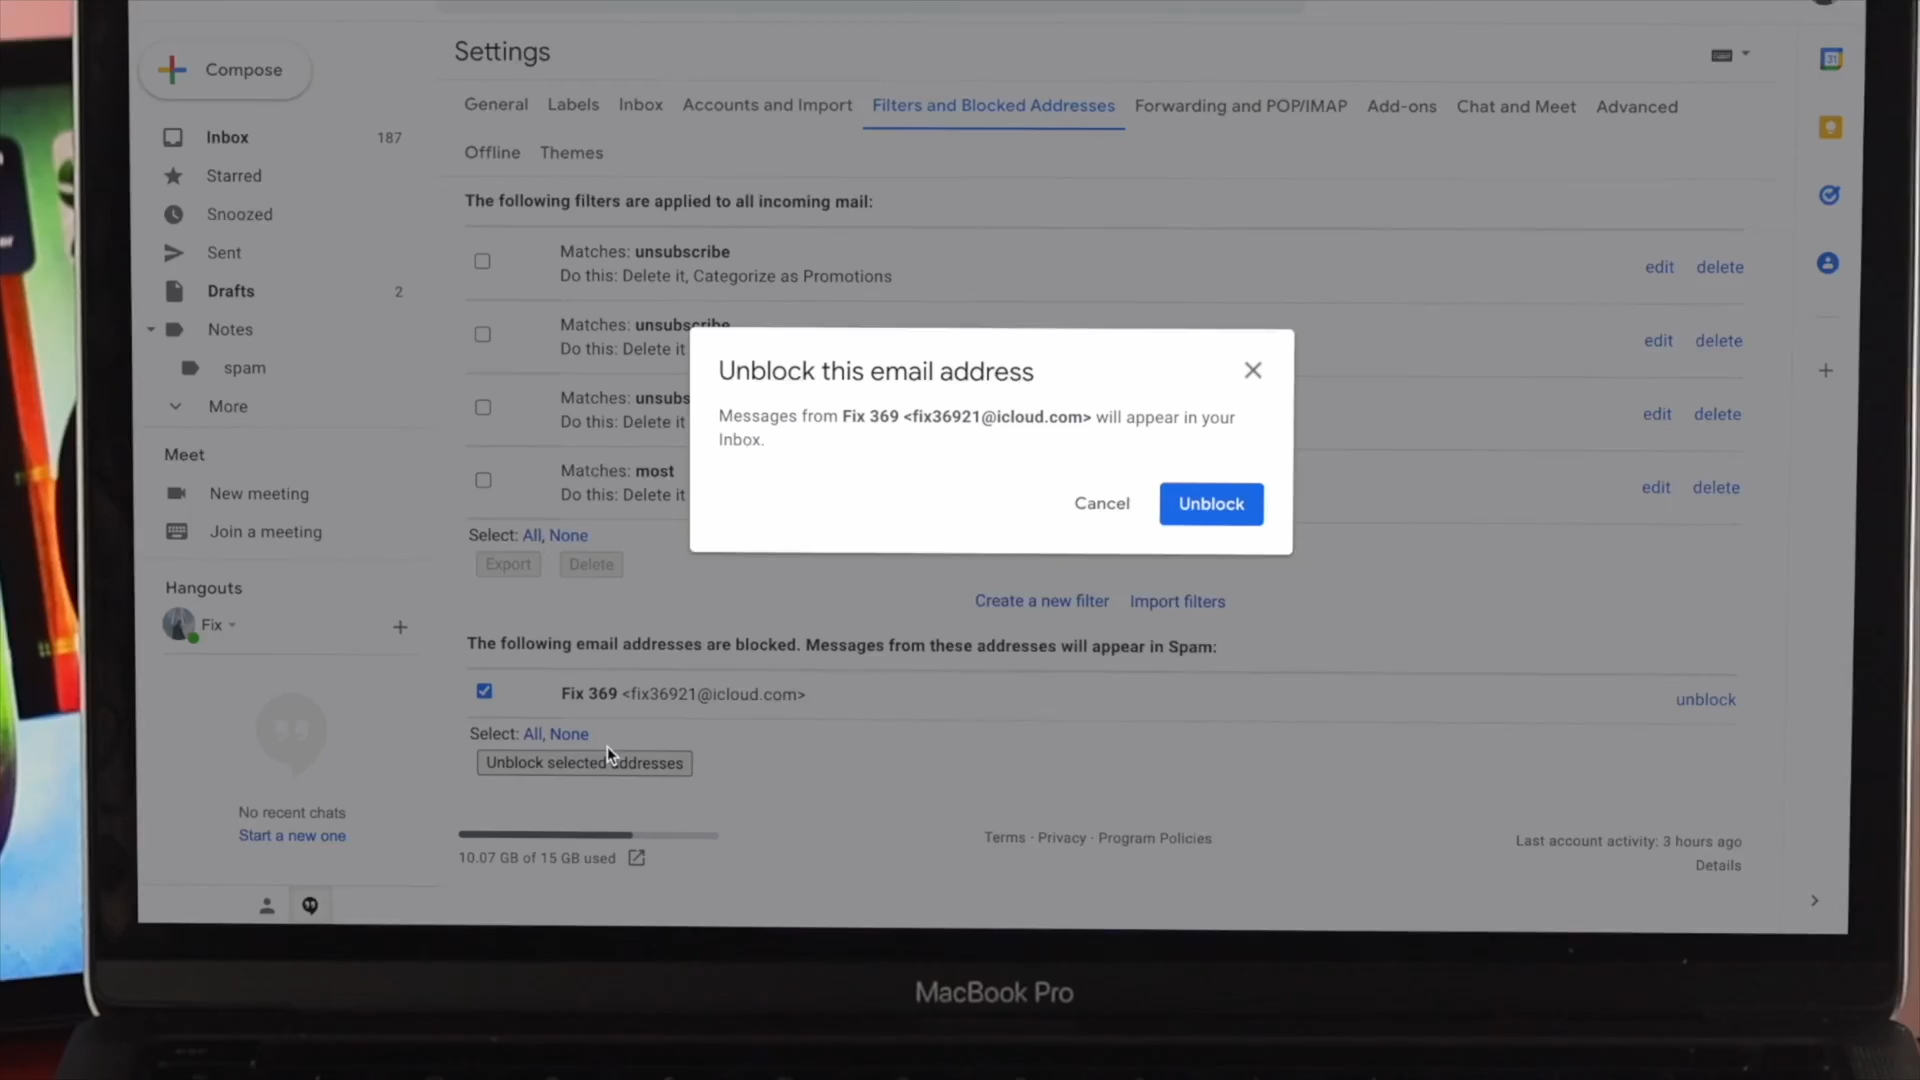 Compose
Settings
General Labels Inbox Accounts and Import Filters and Blocked Addresses Forwarding and POP/IMAP Add-ons Chat and Meet Advanced
Offline Themes
Inbox 187
Starred
Snoozed
Sent
Drafts 2
Notes
spam
More
Meet
New meeting
Join a meeting
Hangouts
Fix
No recent chats
Start a new one
The following filters are applied to all incoming mail:
Matches: unsubscribe
Do this: Delete it, Categorize as Promotions
edit delete
Matches: unsubscribe
Do this: Delete it
edit delete
Matches: unsubs
Do this: Delete it
edit delete
Matches: most
Do this: Delete it
edit delete
Unblock this email address
Messages from Fix 369 <fix36921@icloud.com> will appear in your
Inbox.
Cancel Unblock
Select: All, None
Export Delete
Create a new filter Import filters
The following email addresses are blocked. Messages from these addresses will appear in Spam:
Fix 369 <fix36921@icloud.com>
unblock
Select: All, None
Unblock selected addresses
10.07 GB of 15 GB used
Terms · Privacy · Program Policies
Last account activity: 3 hours ago
Details
31
MacBook Pro